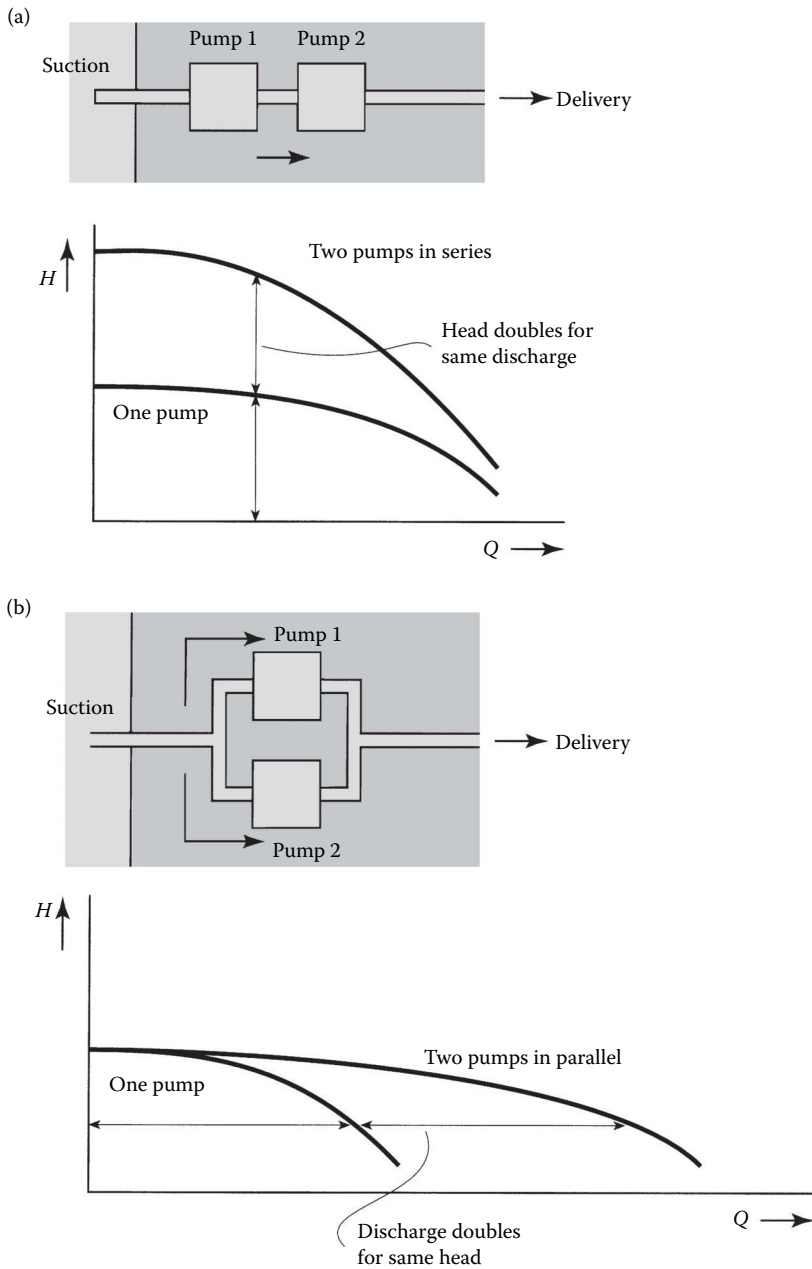 (a)
Pump 1
Pump 2
Suction
Delivery
Two pumps in series
H
Head doubles for
same discharge
One pump
Q
(b)
Pump 1
Suction
Delivery
Pump 2
H
Two pumps in parallel
One pump
Q
Discharge doubles
for same head